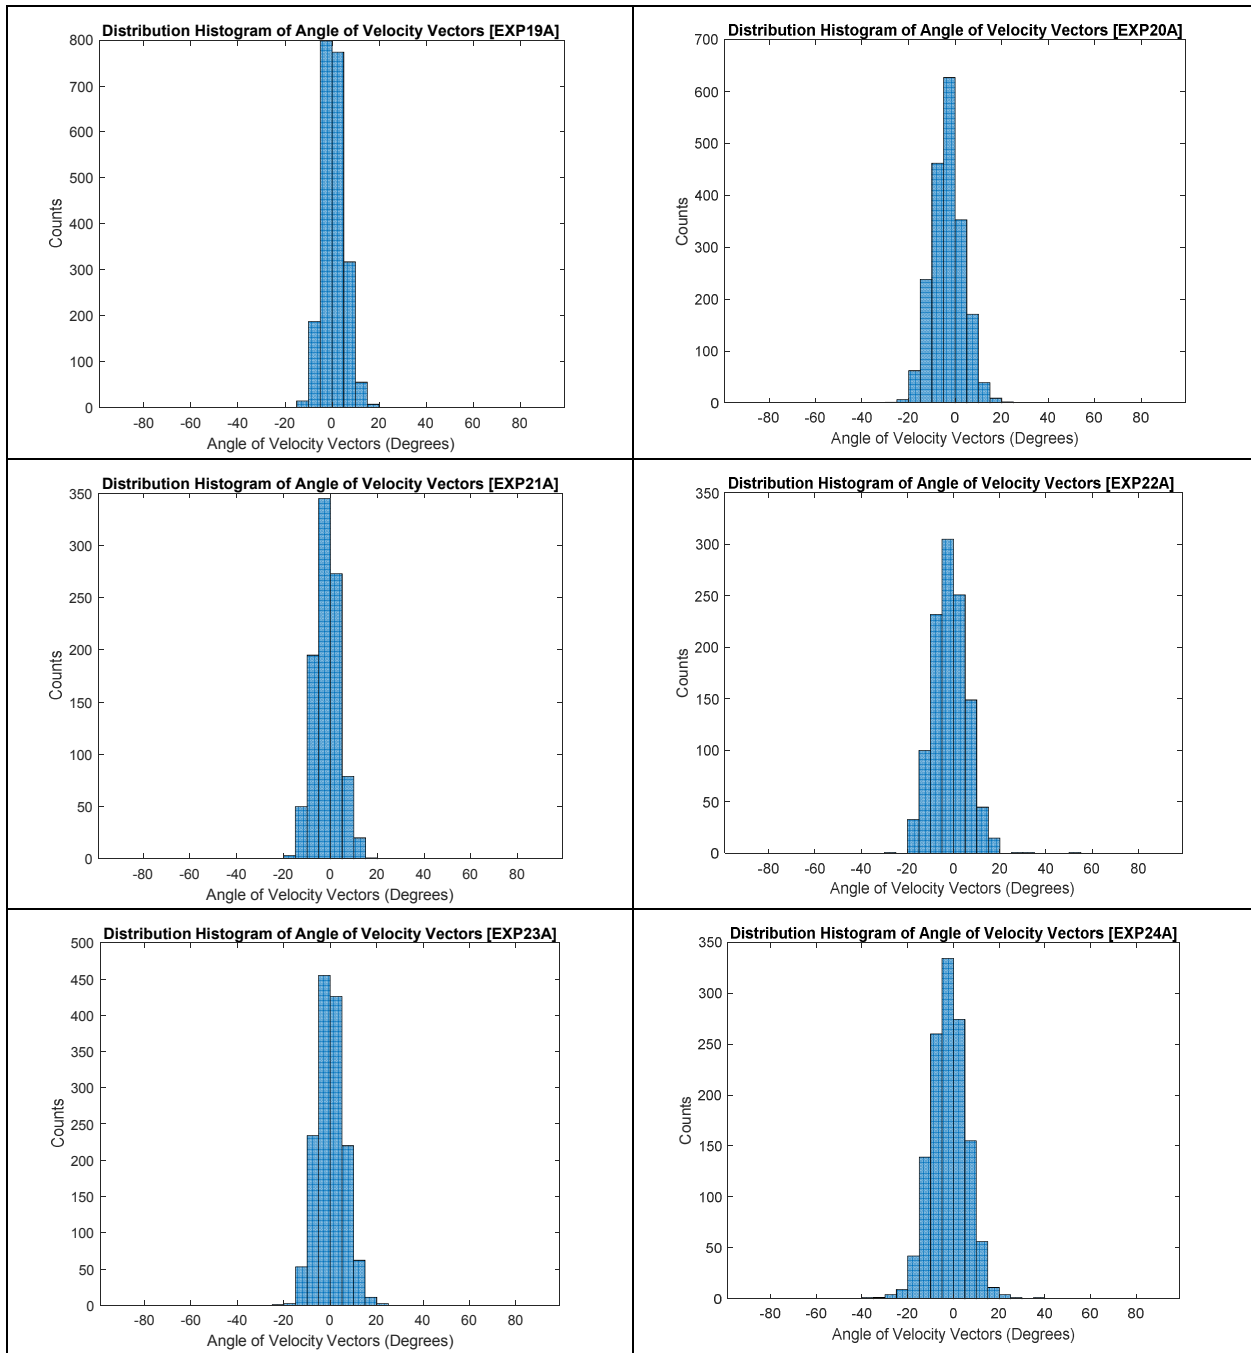 Distribution Histogram of Angle of Velocity Vectors [EXP19A]
800
700
600
500
400
300
200
100
0
Counts
-80 -60 -40 -20 0 20 40 60 80
Angle of Velocity Vectors (Degrees)
Distribution Histogram of Angle of Velocity Vectors [EXP20A]
700
600
500
400
300
200
100
0
Counts
-80 -60 -40 -20 0 20 40 60 80
Angle of Velocity Vectors (Degrees)
Distribution Histogram of Angle of Velocity Vectors [EXP21A]
350
300
250
200
150
100
50
0
Counts
-80 -60 -40 -20 0 20 40 60 80
Angle of Velocity Vectors (Degrees)
Distribution Histogram of Angle of Velocity Vectors [EXP22A]
350
300
250
200
150
100
50
0
Counts
-80 -60 -40 -20 0 20 40 60 80
Angle of Velocity Vectors (Degrees)
Distribution Histogram of Angle of Velocity Vectors [EXP23A]
500
450
400
350
300
250
200
150
100
50
0
Counts
-80 -60 -40 -20 0 20 40 60 80
Angle of Velocity Vectors (Degrees)
Distribution Histogram of Angle of Velocity Vectors [EXP24A]
350
300
250
200
150
100
50
0
Counts
-80 -60 -40 -20 0 20 40 60 80
Angle of Velocity Vectors (Degrees)